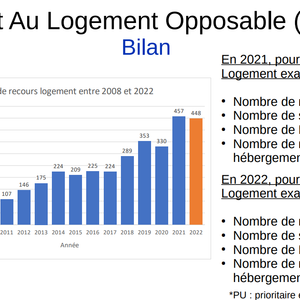 t Au Logement Opposable (
Bilan
de recours logement entre 2008 et 2022
107
146
175
224
209
225
224
289
353
330
457
448
2011 2012 2013 2014 2015 2016 2017 2018 2019 2020 2021 2022
Année
En 2021, pour
Logement exa
• Nombre de r
• Nombre de s
• Nombre de l
• Nombre de r
hébergemen
En 2022, pour
Logement exa
• Nombre de r
• Nombre de s
• Nombre de l
• Nombre de r
hébergemen
*PU : prioritaire e